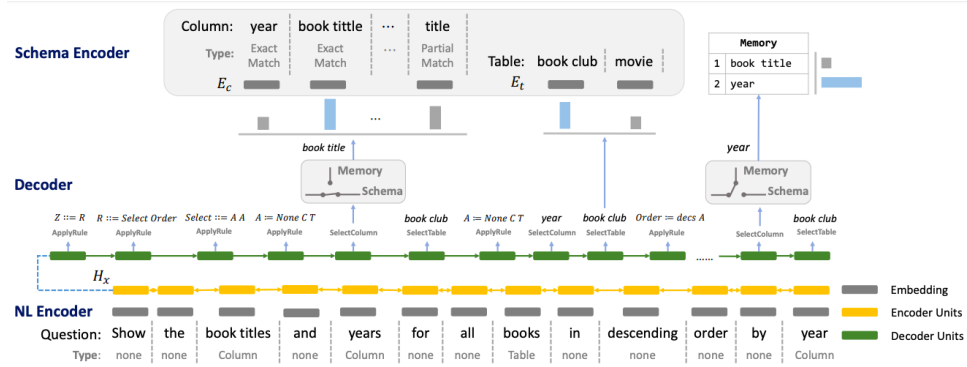 Schema Encoder
Column: year book tittle ... title
Type: Exact Match Exact Match ... Partial Match
E_c
Table: book club movie
E_t
Memory
1 book title
2 year
...
book title
year
Decoder
Memory
Schema
Memory
Schema
Z ::= R R ::= Select Order Select ::= A A A ::= None C T book club A ::= None C T year book club Order ≔ decs A book club
ApplyRule ApplyRule ApplyRule ApplyRule SelectColumn SelectTable ApplyRule SelectColumn SelectTable ApplyRule SelectColumn SelectTable
......
H_x
NL Encoder
Question: Show the book titles and years for all books in descending order by year
Type: none none Column none Column none none Table none none none none Column
Embedding
Encoder Units
Decoder Units